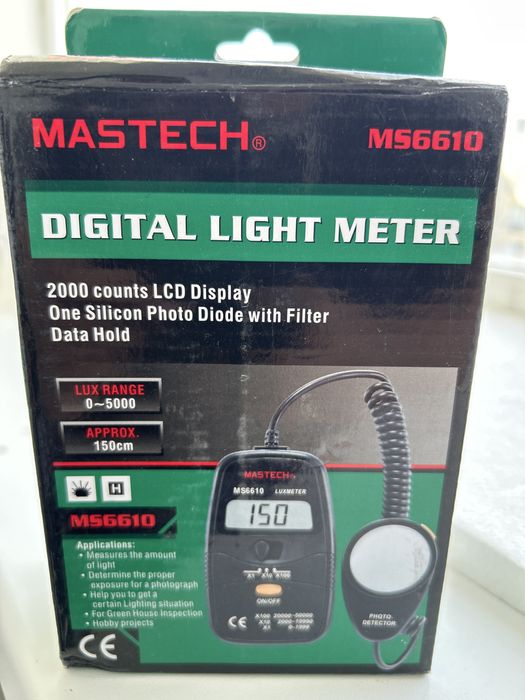 MASTECH®
MS6610
DIGITAL LIGHT METER
2000 counts LCD Display
One Silicon Photo Diode with Filter
Data Hold
LUX RANGE
0~5000
APPROX.
150cm
H
MS6610
Applications:
• Measures the amount
of light
• Determine the proper
exposure for a photograph
• Help you to get a
certain Lighting situation
• For Green House Inspection
• Hobby projects
CE
MASTECH®
MS6610 LUXMETER
150
X1 X10 X100
ON/OFF
X100 20000~50000
X10 2000~19990
X1 0~1999
PHOTO
DETECTOR